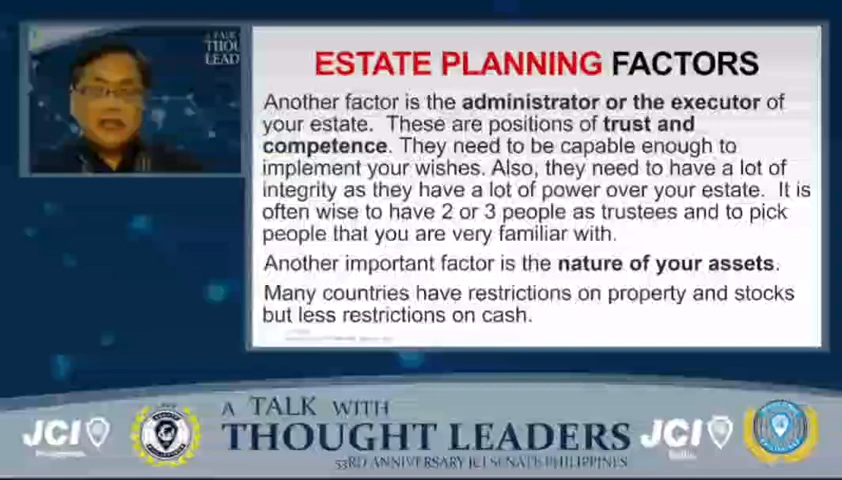 A TALK
THOU
LEAD
ESTATE PLANNING FACTORS
Another factor is the administrator or the executor of
your estate. These are positions of trust and
competence. They need to be capable enough to
implement your wishes. Also, they need to have a lot of
integrity as they have a lot of power over your estate. It is
often wise to have 2 or 3 people as trustees and to pick
people that you are very familiar with.
Another important factor is the nature of your assets.
Many countries have restrictions on property and stocks
but less restrictions on cash.
JCI
A TALK WITH
THOUGHT LEADERS
53RD ANNIVERSARY JCI SENATE PHILIPPINES
JCI